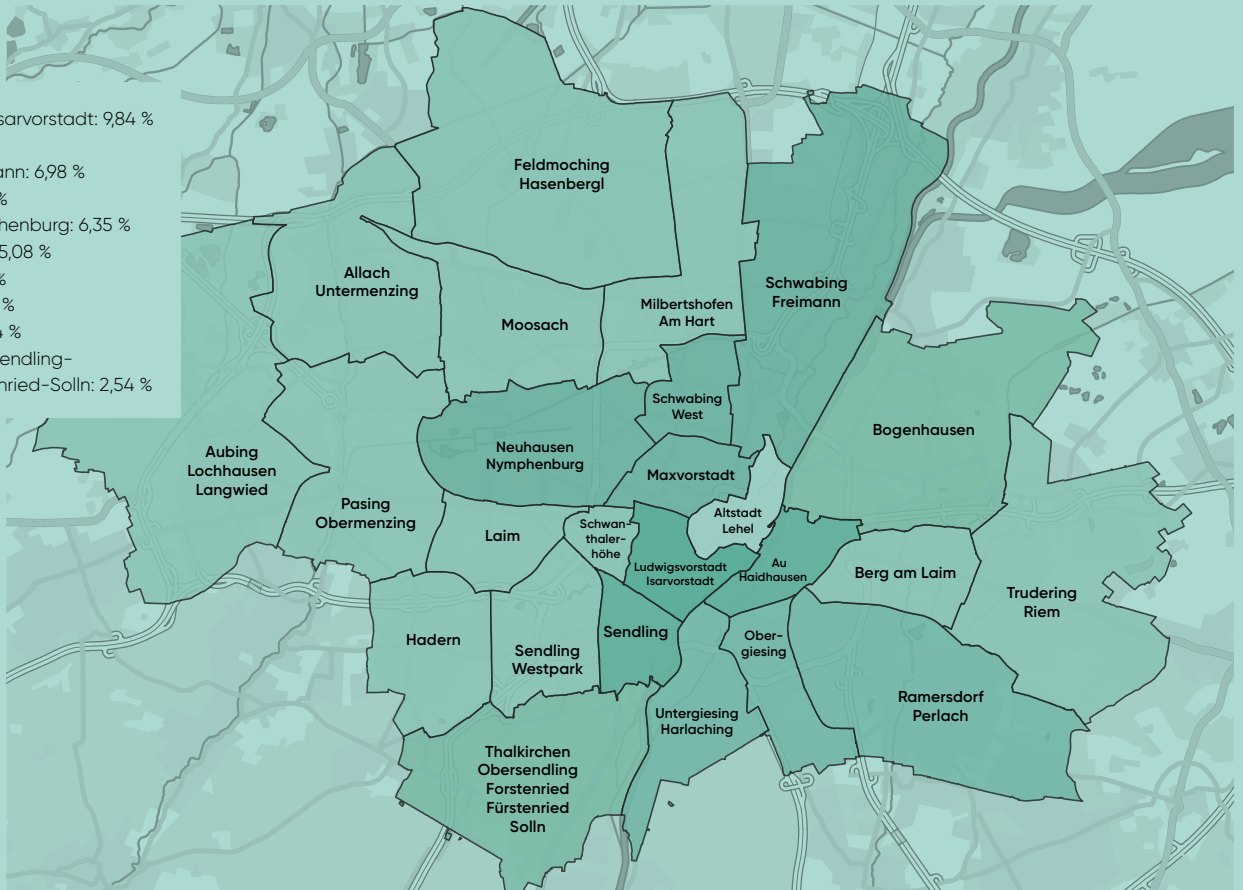 sarvorstadt: 9,84 %
ann: 6,98 %
%
henburg: 6,35 %
5,08 %
%
%
%
endling-
nried-Solln: 2,54 %
Feldmoching
Hasenbergl
Allach
Untermenzing
Moosach
Milbertshofen
Am Hart
Schwabing
Freimann
Schwabing
West
Bogenhausen
Neuhausen
Nymphenburg
Maxvorstadt
Aubing
Lochhausen
Langwied
Pasing
Obermenzing
Laim
Schwan-
thaler-
höhe
Altstadt
Lehel
Ludwigsvorstadt
Isarvorstadt
Au
Haidhausen
Berg am Laim
Trudering
Riem
Hadern
Sendling
Westpark
Sendling
Ober-
giesing
Untergiesing
Harlaching
Ramersdorf
Perlach
Thalkirchen
Obersendling
Forstenried
Fürstenried
Solln